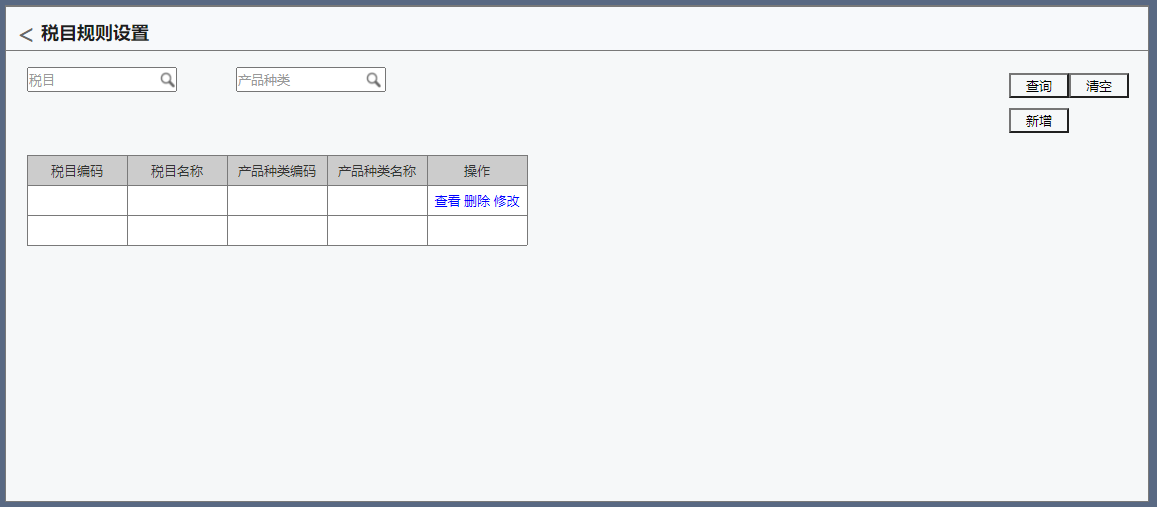 < 税目规则设置
税目 产品种类 查询 清空
新增
税目编码 税目名称 产品种类编码 产品种类名称 操作
查看 删除 修改